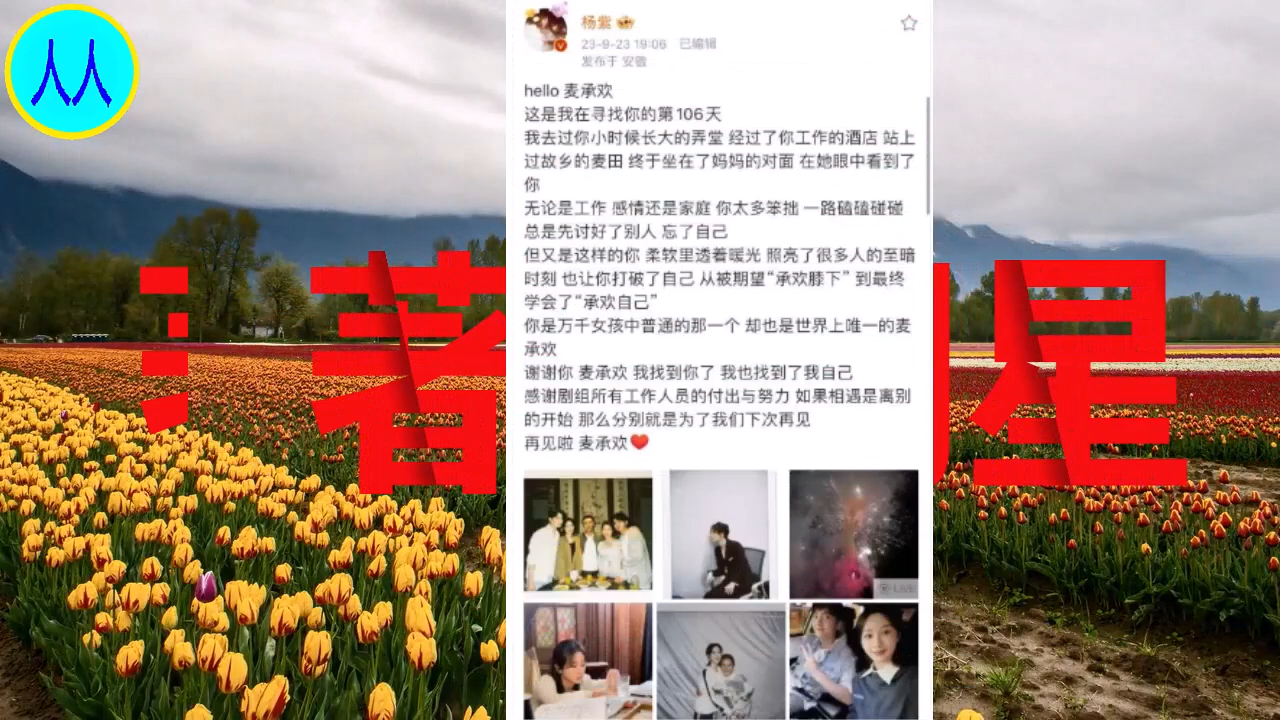 杨紫
23-9-23 19:06 已编辑
发布于 安徽
hello 麦承欢
这是我在寻找你的第106天
我去过你小时候长大的弄堂 经过了你工作的酒店 站上
过故乡的麦田 终于坐在了妈妈的对面 在她眼中看到了
你
无论是工作 感情还是家庭 你太多笨拙 一路磕磕碰碰
总是先讨好了别人 忘了自己
但又是这样的你 柔软里透着暖光 照亮了很多人的至暗
时刻 也让你打破了自己 从被期望“承欢膝下” 到最终
学会了“承欢自己”
你是万千女孩中普通的那一个 却也是世界上唯一的麦
承欢
谢谢你 麦承欢 我找到你了 我也找到了我自己
感谢剧组所有工作人员的付出与努力 如果相遇是离别
的开始 那么分别就是为了我们下次再见
再见啦 麦承欢❤️
LIVE
者
星